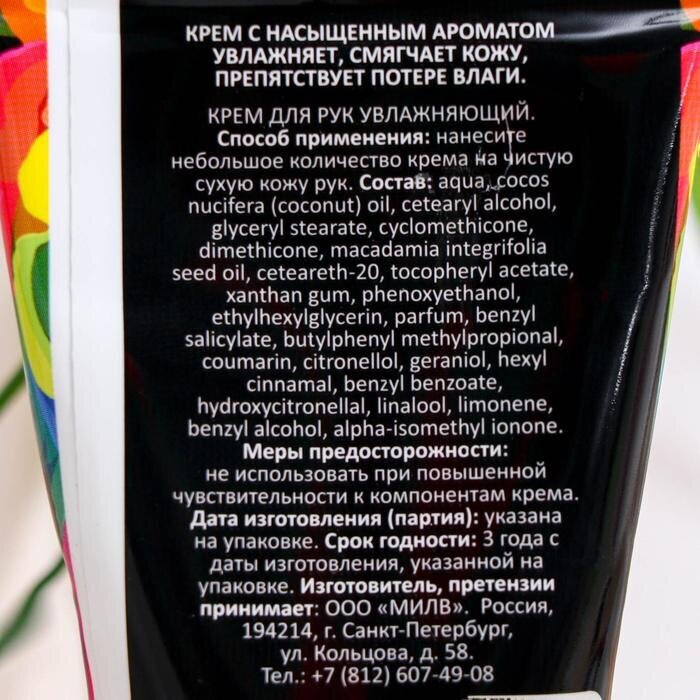 КРЕМ С НАСЫЩЕННЫМ АРОМАТОМ
УВЛАЖНЯЕТ, СМЯГЧАЕТ КОЖУ,
ПРЕПЯТСТВУЕТ ПОТЕРЕ ВЛАГИ.
КРЕМ ДЛЯ РУК УВЛАЖНЯЮЩИЙ.
Способ применения: нанесите
небольшое количество крема на чистую
сухую кожу рук. Состав: aqua, cocos
nucifera (coconut) oil, cetearyl alcohol,
glyceryl stearate, cyclomethicone,
dimethicone, macadamia integrifolia
seed oil, ceteareth-20, tocopheryl acetate,
xanthan gum, phenoxyethanol,
ethylhexylglycerin, parfum, benzyl
salicylate, butylphenyl methylpropional,
coumarin, citronellol, geraniol, hexyl
cinnamal, benzyl benzoate,
hydroxycitronellal, linalool, limonene,
benzyl alcohol, alpha-isomethyl ionone.
Меры предосторожности:
не использовать при повышенной
чувствительности к компонентам крема.
Дата изготовления (партия): указана
на упаковке. Срок годности: 3 года с
даты изготовления, указанной на
упаковке. Изготовитель, претензии
принимает: ООО «МИЛВ». Россия,
194214, г. Санкт-Петербург,
ул. Кольцова, д. 58.
Тел.: +7 (812) 607-49-08